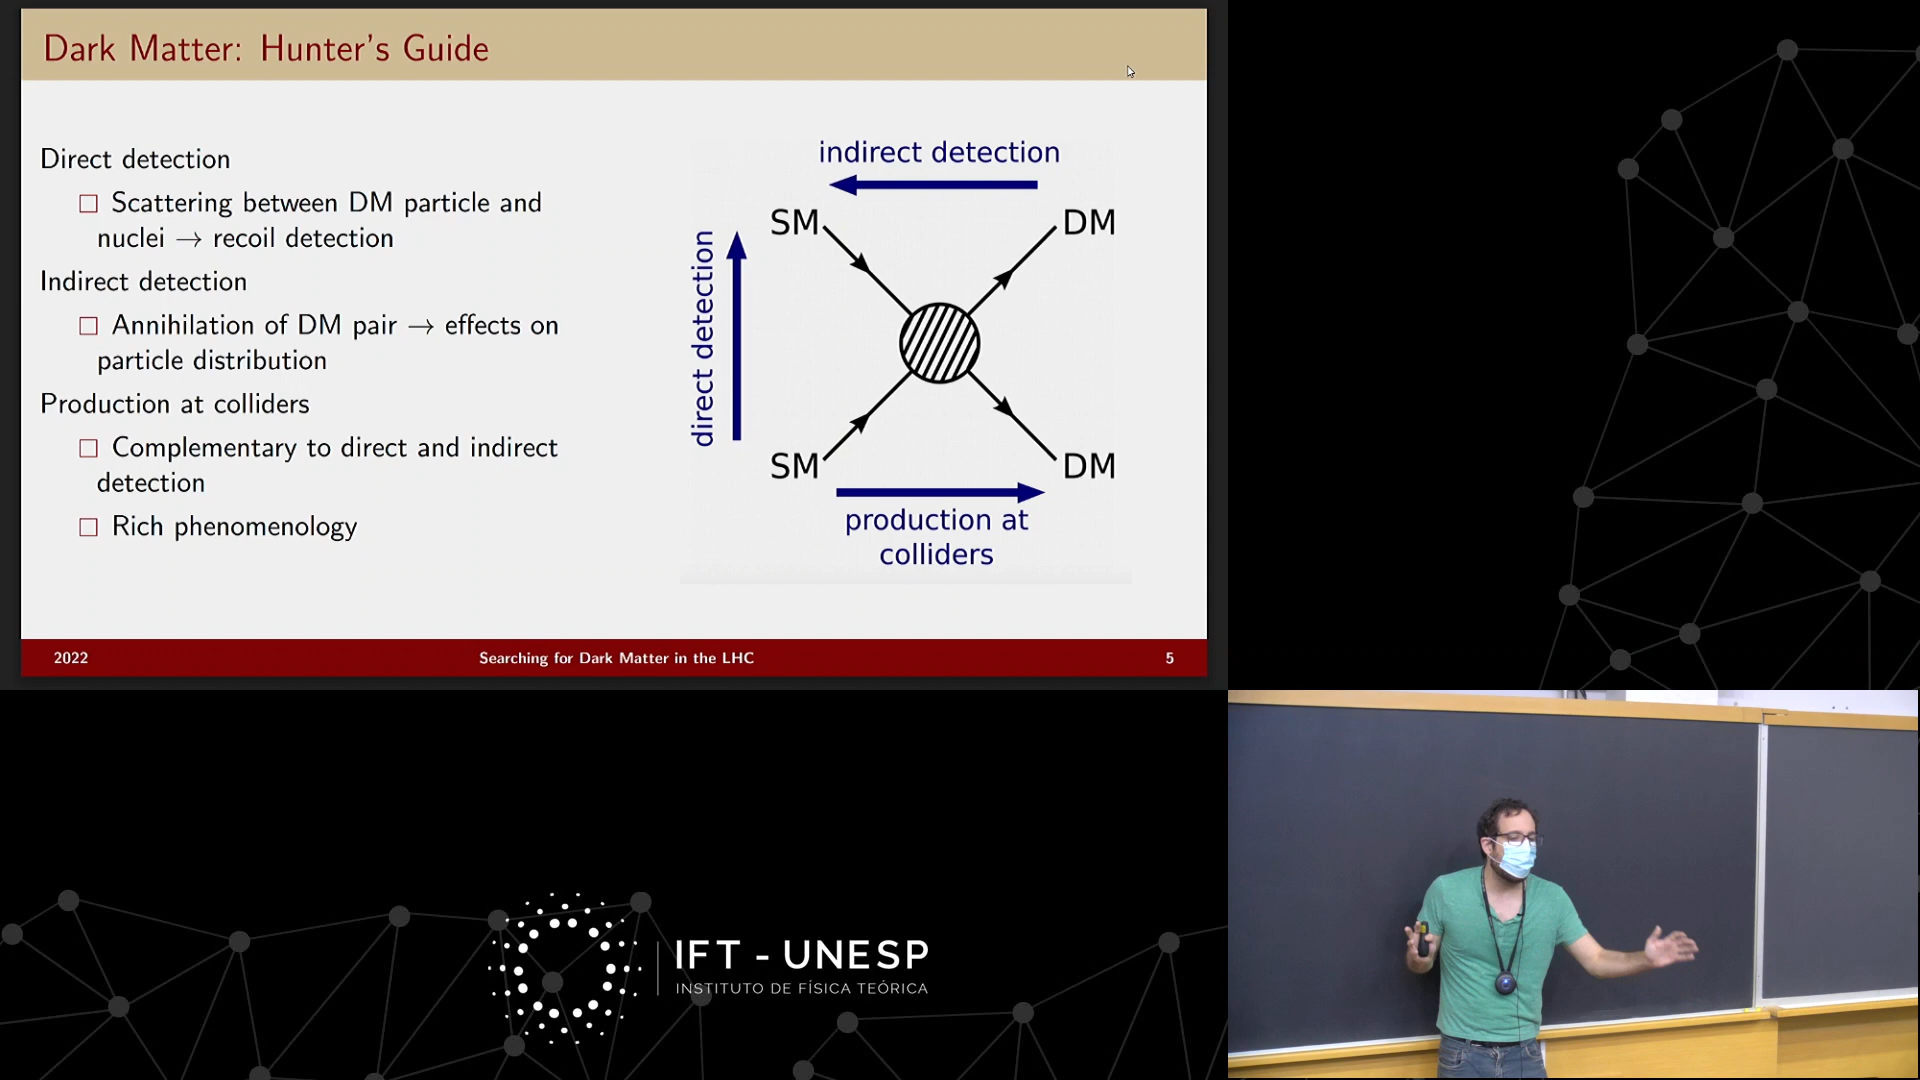 Dark Matter: Hunter's Guide
Direct detection
Scattering between DM particle and
nuclei → recoil detection
Indirect detection
Annihilation of DM pair → effects on
particle distribution
Production at colliders
Complementary to direct and indirect
detection
Rich phenomenology
indirect detection
SM DM
direct detection
SM DM
production at
colliders
2022 Searching for Dark Matter in the LHC 5
IFT - UNESP
INSTITUTO DE FÍSICA TEÓRICA